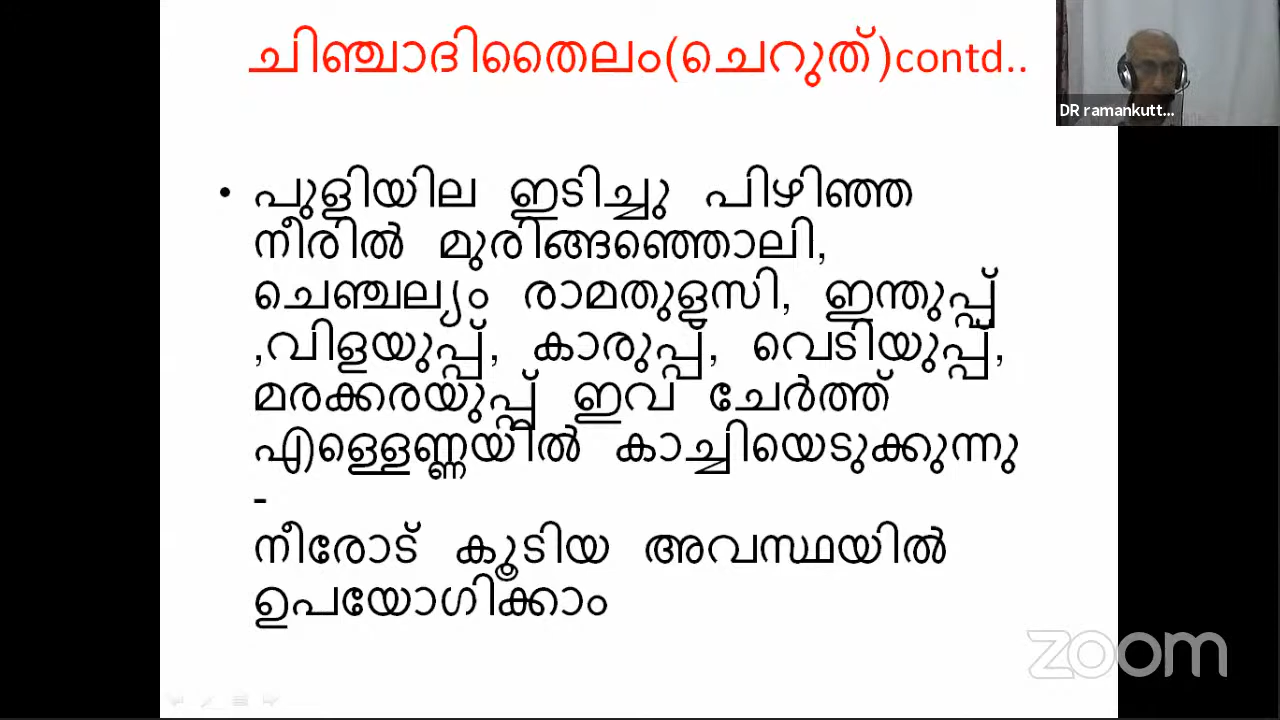 ചിഞ്ചാദിതൈലം(ചെറുത്)contd..
DR ramankutt...
• പുളിയില ഇടിച്ചു പിഴിഞ്ഞ
നീരിൽ മുരിങ്ങഞ്ഞൊലി,
ചെഞ്ചല്യം രാമതുളസി, ഇന്തുപ്പ്
,വിളയുപ്പ്, കാരുപ്പ്, വെടിയുപ്പ്,
മരക്കരയുപ്പ് ഇവ ചേർത്ത്
എള്ളെണ്ണയിൽ കാച്ചിയെടുക്കുന്നു
-
നീരോട് കൂടിയ അവസ്ഥയിൽ
ഉപയോഗിക്കാം
zoom